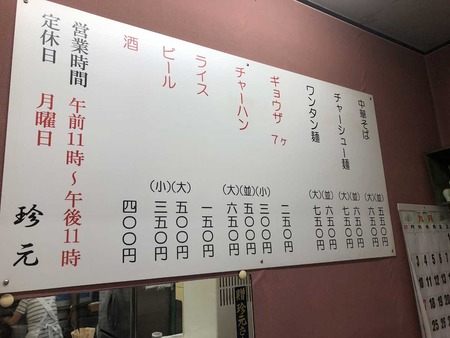 中華そば (並)五五〇円
(大)六五〇円
チャーシュー麺 (並)六五〇円
(大)七五〇円
ワンタン麺 (並)六五〇円
(大)七五〇円
ギョウザ 7ヶ 二五〇円
チャーハン (小)三〇〇円
(並)五〇〇円
(大)六五〇円
ライス 一五〇円
ビール (大)五〇〇円
(小)三五〇円
酒 四〇〇円
営業時間 午前11時〜午後11時
定休日 月曜日
珍元
九月